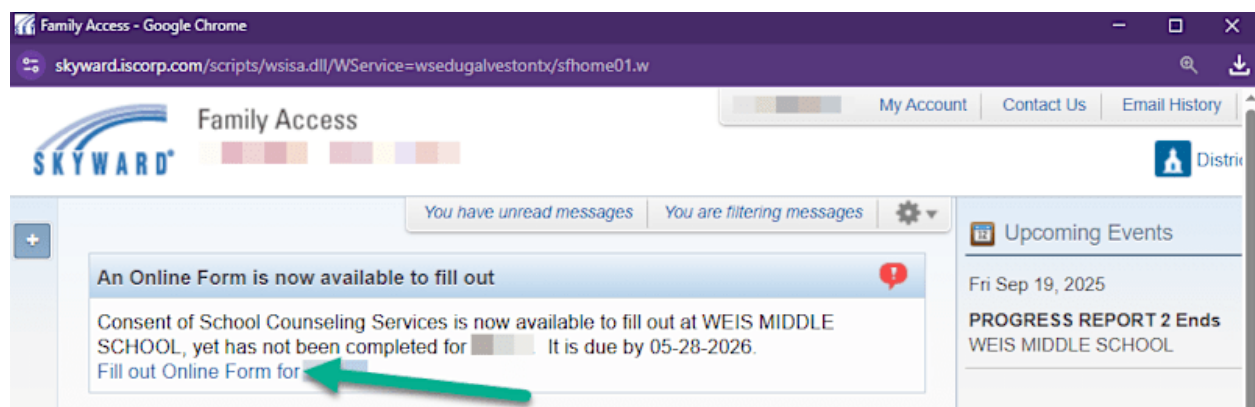 Family Access - Google Chrome
skyward.iscorp.com/scripts/wsisa.dll/WService=wsedugalvestontx/sfhome01.w
My Account Contact Us Email History
Family Access
SKYWARD
Distri
You have unread messages You are filtering messages
Upcoming Events
An Online Form is now available to fill out
Fri Sep 19, 2025
Consent of School Counseling Services is now available to fill out at WEIS MIDDLE
SCHOOL, yet has not been completed for It is due by 05-28-2026.
Fill out Online Form for
PROGRESS REPORT 2 Ends
WEIS MIDDLE SCHOOL